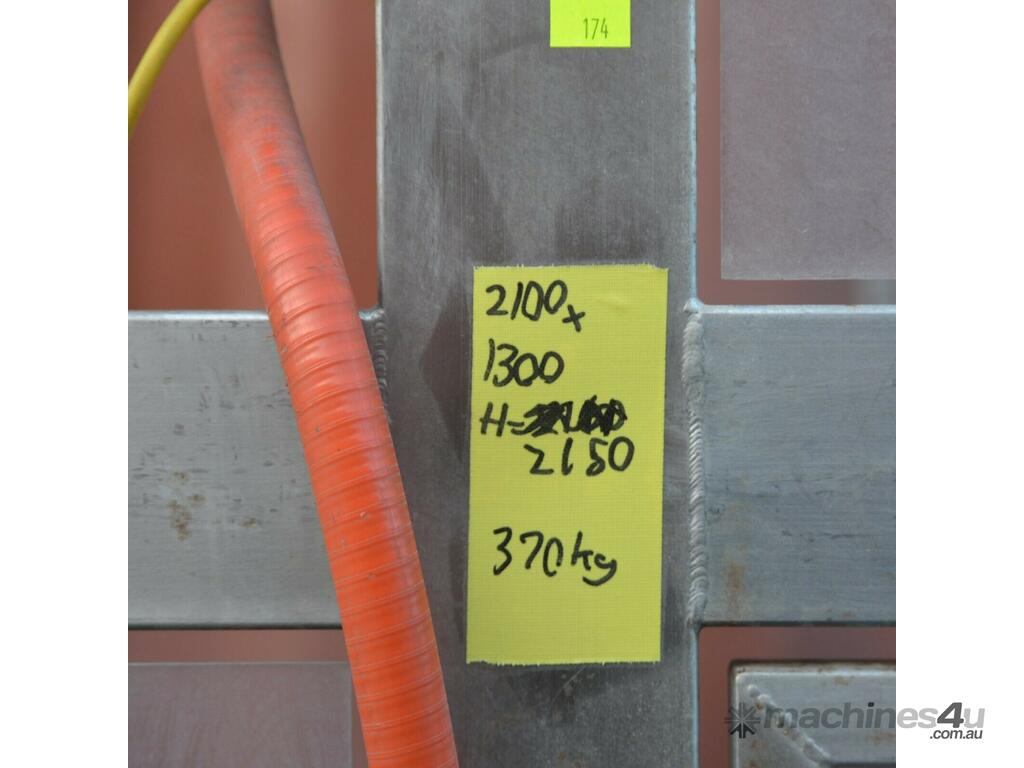 174
2100x
1300
H=
2150
370kg
machines4u
.com.au